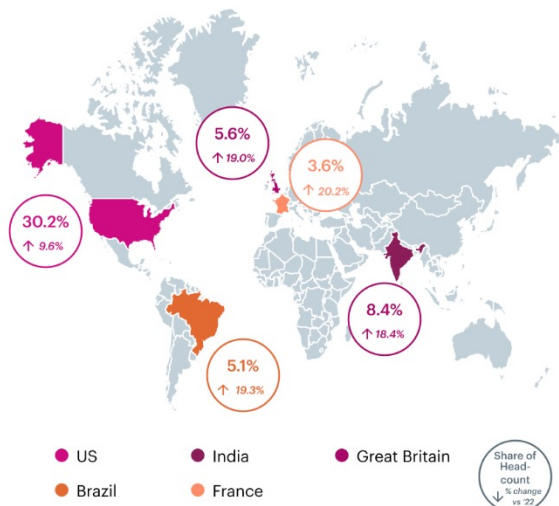 5.6%
↑ 19.0%
3.6%
↑ 20.2%
30.2%
↑ 9.6%
8.4%
↑ 18.4%
5.1%
↑ 19.3%
US
India
Great Britain
Brazil
France
Share of
Head-
count
↓ % change
vs '22